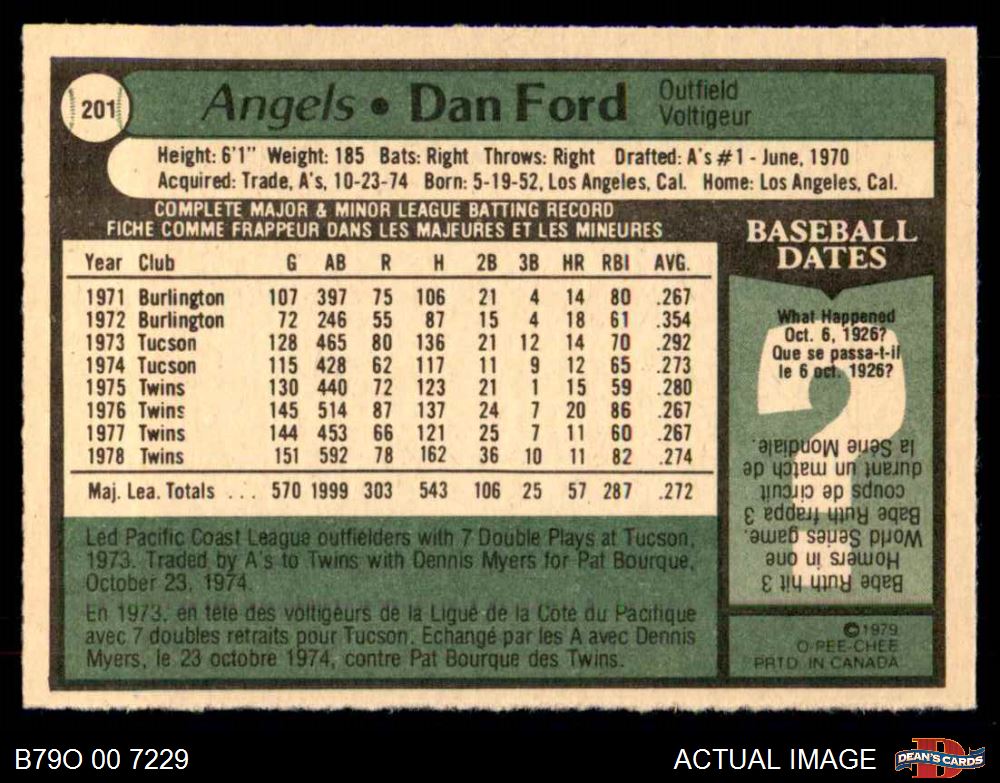 201
Angels • Dan Ford
Outfield
Voltigeur
Height: 6'1" Weight: 185 Bats: Right Throws: Right Drafted: A's #1 - June, 1970
Acquired: Trade, A's, 10-23-74 Born: 5-19-52, Los Angeles, Cal. Home: Los Angeles, Cal.
COMPLETE MAJOR & MINOR LEAGUE BATTING RECORD
FICHE COMME FRAPPEUR DANS LES MAJEURES ET LES MINEURES
Year Club G AB R H 2B 3B HR RBI AVG.
1971 Burlington 107 397 75 106 21 4 14 80 .267
1972 Burlington 72 246 55 87 15 4 18 61 .354
1973 Tucson 128 465 80 136 21 12 14 70 .292
1974 Tucson 115 428 62 117 11 9 12 65 .273
1975 Twins 130 440 72 123 21 1 15 59 .280
1976 Twins 145 514 87 137 24 7 20 86 .267
1977 Twins 144 453 66 121 25 7 11 60 .267
1978 Twins 151 592 78 162 36 10 11 82 .274
Maj. Lea. Totals ... 570 1999 303 543 106 25 57 287 .272
Led Pacific Coast League outfielders with 7 Double Plays at Tucson,
1973. Traded by A's to Twins with Dennis Myers for Pat Bourque,
October 23, 1974.
En 1973, en tête des voltigeurs de la Ligue de la Côte du Pacifique
avec 7 doubles retraits pour Tucson. Echangé par les A avec Dennis
Myers, le 23 octobre 1974, contre Pat Bourque des Twins.
BASEBALL
DATES
What Happened
Oct. 6, 1926?
Que se passa-t-il
le 6 oct. 1926?
Babe Ruth hit 3
Homers in one
World Series game.
Babe Ruth frappa 3
coups de circuit
durant un match de
la Série Mondiale.
©1979
O-PEE-CHEE
PRTD. IN CANADA
B79O 00 7229
ACTUAL IMAGE
D
DEAN'S CARDS